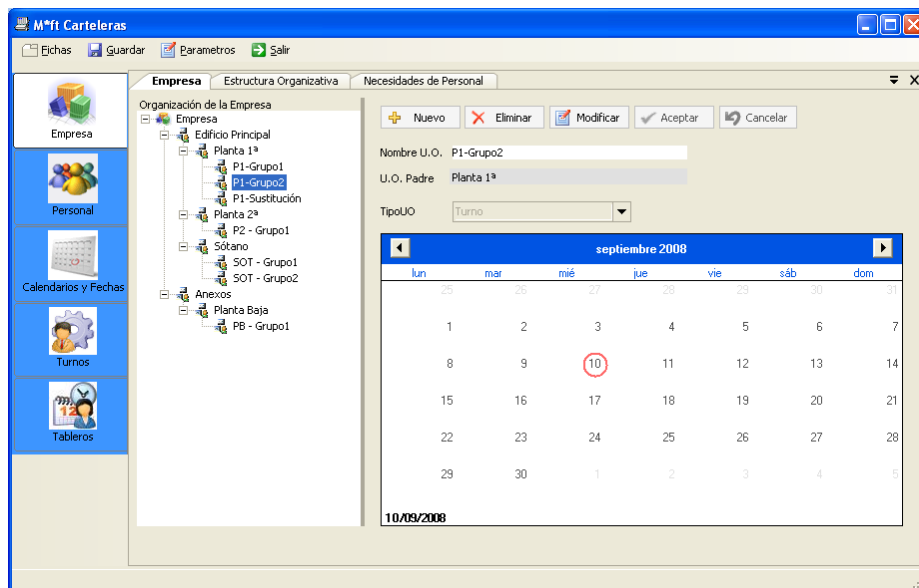 M*ft Carteleras
Fichas Guardar Parametros Salir
Empresa Estructura Organizativa Necesidades de Personal
Empresa
Personal
Calendarios y Fechas
Turnos
Tableros
Organización de la Empresa
Empresa
Edificio Principal
Planta 1ª
P1-Grupo1
P1-Grupo2
P1-Sustitución
Planta 2ª
P2 - Grupo1
Sótano
SOT - Grupo1
SOT - Grupo2
Anexos
Planta Baja
PB - Grupo1
Nuevo Eliminar Modificar Aceptar Cancelar
Nombre U.O. P1-Grupo2
U.O. Padre Planta 1ª
TipoUO Turno
septiembre 2008
lun mar mié jue vie sáb dom
25 26 27 28 29 30 31
1 2 3 4 5 6 7
8 9 10 11 12 13 14
15 16 17 18 19 20 21
22 23 24 25 26 27 28
29 30 1 2 3 4 5
10/09/2008